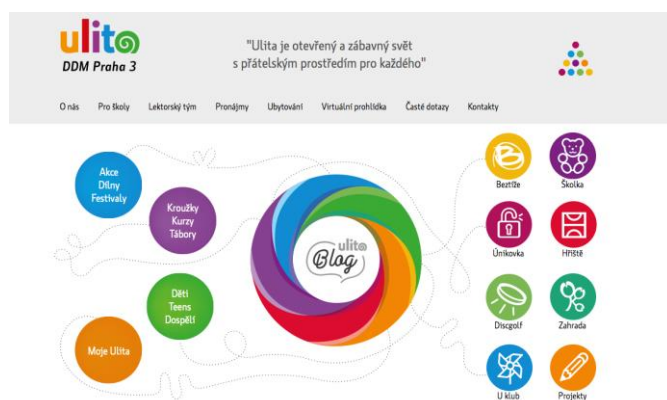 ulita
DDM Praha 3
"Ulita je otevřený a zábavný svět
s přátelským prostředím pro každého"
O nás Pro školy Lektorský tým Pronájmy Ubytování Virtuální prohlídka Časté dotazy Kontakty
Akce
Dílny
Festivaly
Kroužky
Kurzy
Tábory
Děti
Teens
Dospělí
Moje Ulita
ulita
Blog
Beztíže Školka
Únikovka Hřiště
Discgolf Zahrada
U klub Projekty